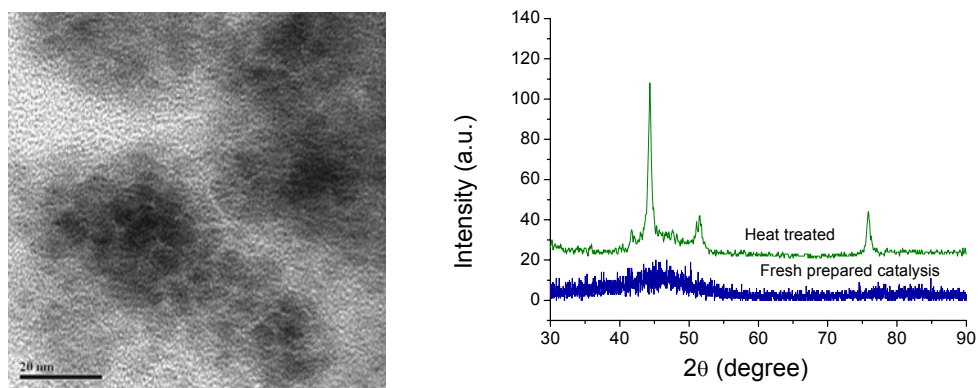 20 nm
140
120
100
80
60
40
20
0
Intensity (a.u.)
Heat treated
Fresh prepared catalysis
30 40 50 60 70 80 90
2θ (degree)